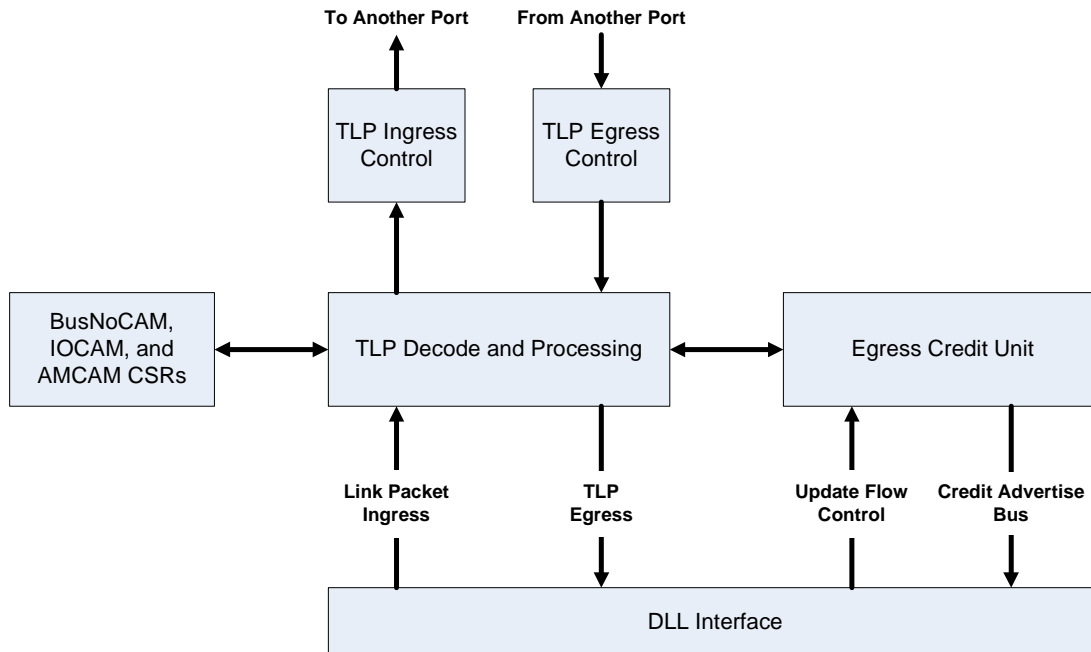 To Another Port
From Another Port
TLP Ingress
Control
TLP Egress
Control
BusNoCAM,
IOCAM, and
AMCAM CSRs
TLP Decode and Processing
Egress Credit Unit
Link Packet
Ingress
TLP
Egress
Update Flow
Control
Credit Advertise
Bus
DLL Interface